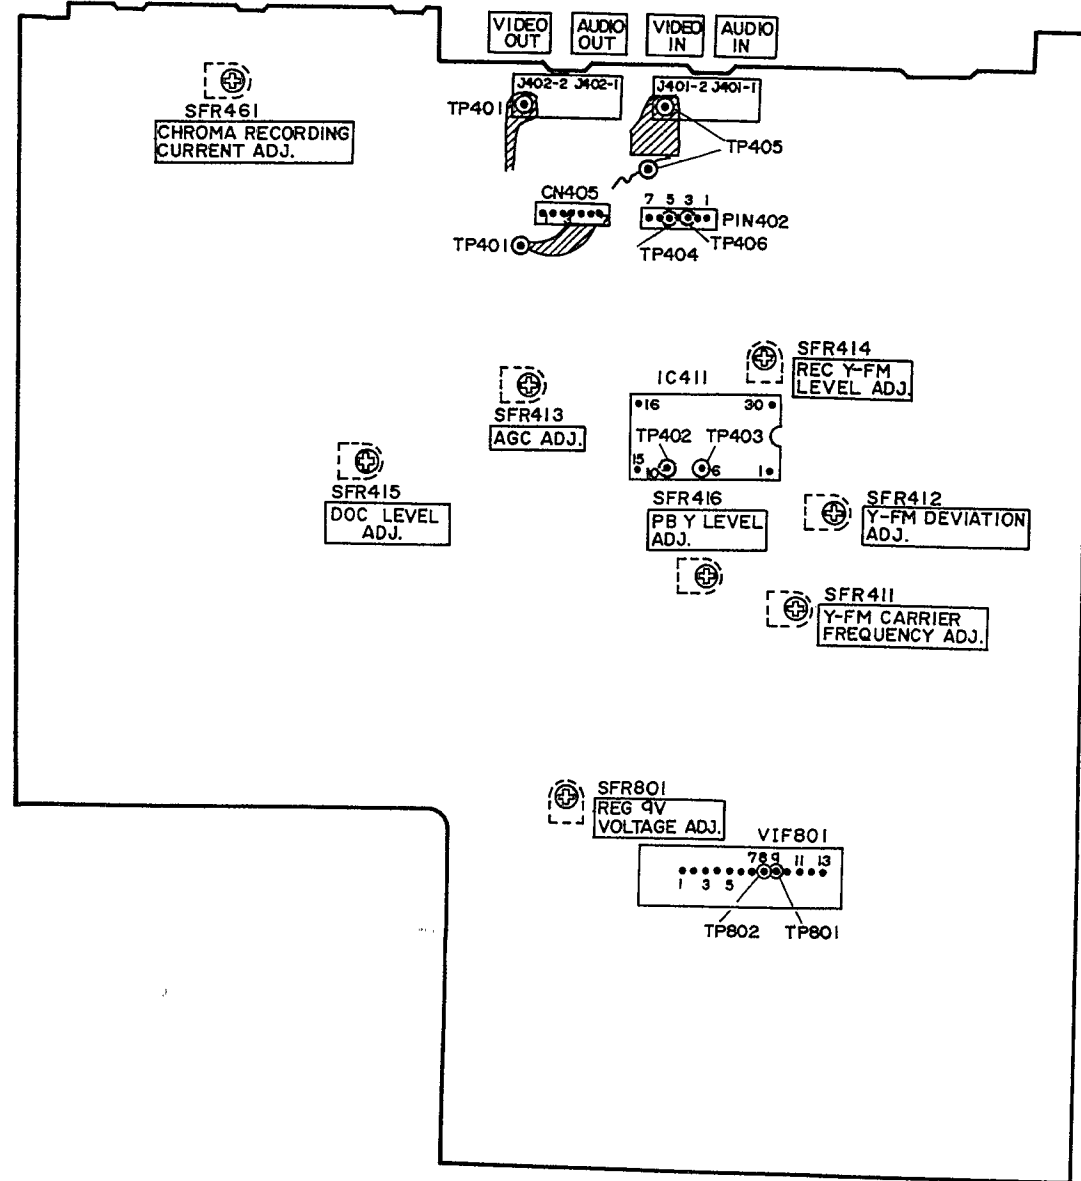 VIDEO OUT
AUDIO OUT
VIDEO IN
AUDIO IN
J402-2 J402-1
J401-2 J401-1
TP401
TP405
SFR461
CHROMA RECORDING
CURRENT ADJ.
CN405
7 5 3 1
PIN402
TP401
TP404
TP406
SFR414
REC Y-FM
LEVEL ADJ.
IC411
16 30
TP402 TP403
15 10 6 1
SFR413
AGC ADJ.
SFR415
DOC LEVEL
ADJ.
SFR416
PB Y LEVEL
ADJ.
SFR412
Y-FM DEVIATION
ADJ.
SFR411
Y-FM CARRIER
FREQUENCY ADJ.
SFR801
REG 9V
VOLTAGE ADJ.
VIF801
7 8 9 11 13
1 3 5
TP802 TP801